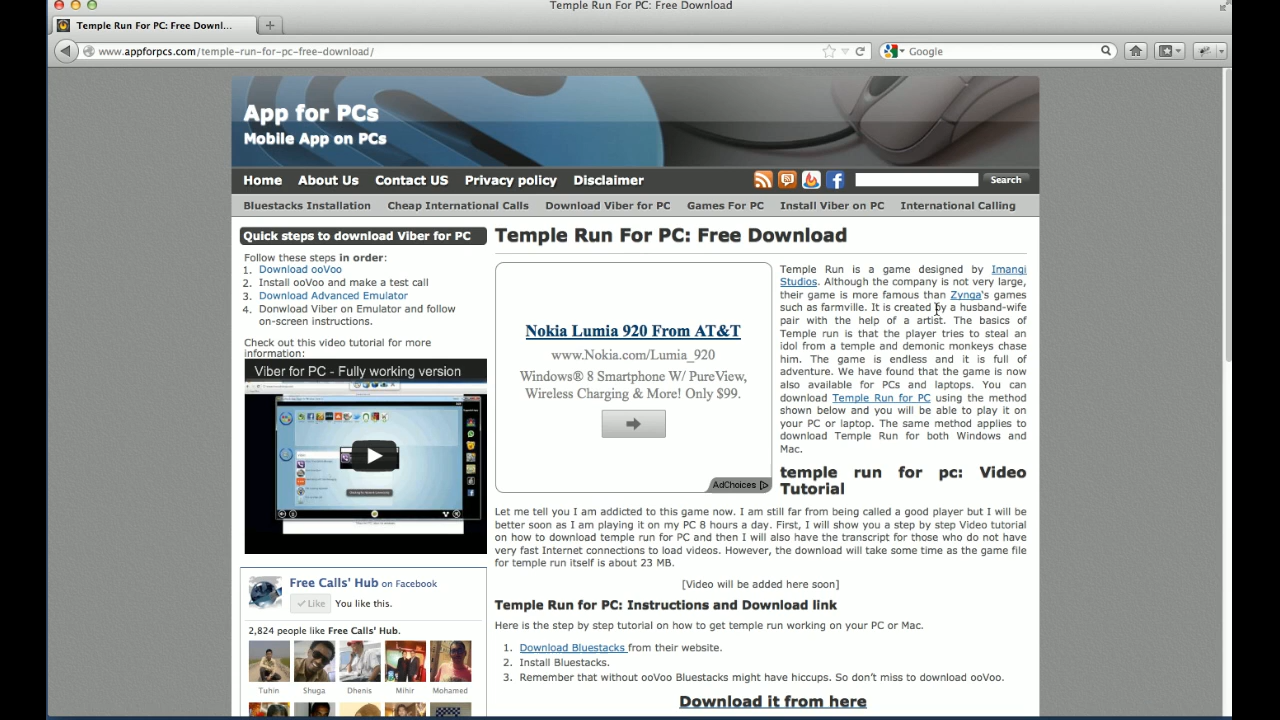 Temple Run For PC: Free Download
Temple Run For PC: Free Downl...
www.appforpcs.com/temple-run-for-pc-free-download/
Google
App for PCs
Mobile App on PCs
Home About Us Contact US Privacy policy Disclaimer
Search
Bluestacks Installation Cheap International Calls Download Viber for PC Games For PC Install Viber on PC International Calling
Quick steps to download Viber for PC
Follow these steps in order:
1. Download ooVoo
2. Install ooVoo and make a test call
3. Download Advanced Emulator
4. Donwload Viber on Emulator and follow
on-screen instructions.
Check out this video tutorial for more
information:
Viber for PC - Fully working version
Free Calls' Hub on Facebook
Like You like this.
2,824 people like Free Calls' Hub.
Tuhin Shuga Dhenis Mihir Mohamed
Temple Run For PC: Free Download
Nokia Lumia 920 From AT&T
www.Nokia.com/Lumia_920
Windows® 8 Smartphone W/ PureView,
Wireless Charging & More! Only $99.
AdChoices
Temple Run is a game designed by Imangi
Studios. Although the company is not very large,
their game is more famous than Zynga's games
such as farmville. It is created by a husband-wife
pair with the help of a artist. The basics of
Temple run is that the player tries to steal an
idol from a temple and demonic monkeys chase
him. The game is endless and it is full of
adventure. We have found that the game is now
also available for PCs and laptops. You can
download Temple Run for PC using the method
shown below and you will be able to play it on
your PC or laptop. The same method applies to
download Temple Run for both Windows and
Mac.
temple run for pc: Video
Tutorial
Let me tell you I am addicted to this game now. I am still far from being called a good player but I will be
better soon as I am playing it on my PC 8 hours a day. First, I will show you a step by step Video tutorial
on how to download temple run for PC and then I will also have the transcript for those who do not have
very fast Internet connections to load videos. However, the download will take some time as the game file
for temple run itself is about 23 MB.
[Video will be added here soon]
Temple Run for PC: Instructions and Download link
Here is the step by step tutorial on how to get temple run working on your PC or Mac.
1. Download Bluestacks from their website.
2. Install Bluestacks.
3. Remember that without ooVoo Bluestacks might have hiccups. So don't miss to download ooVoo.
Download it from here